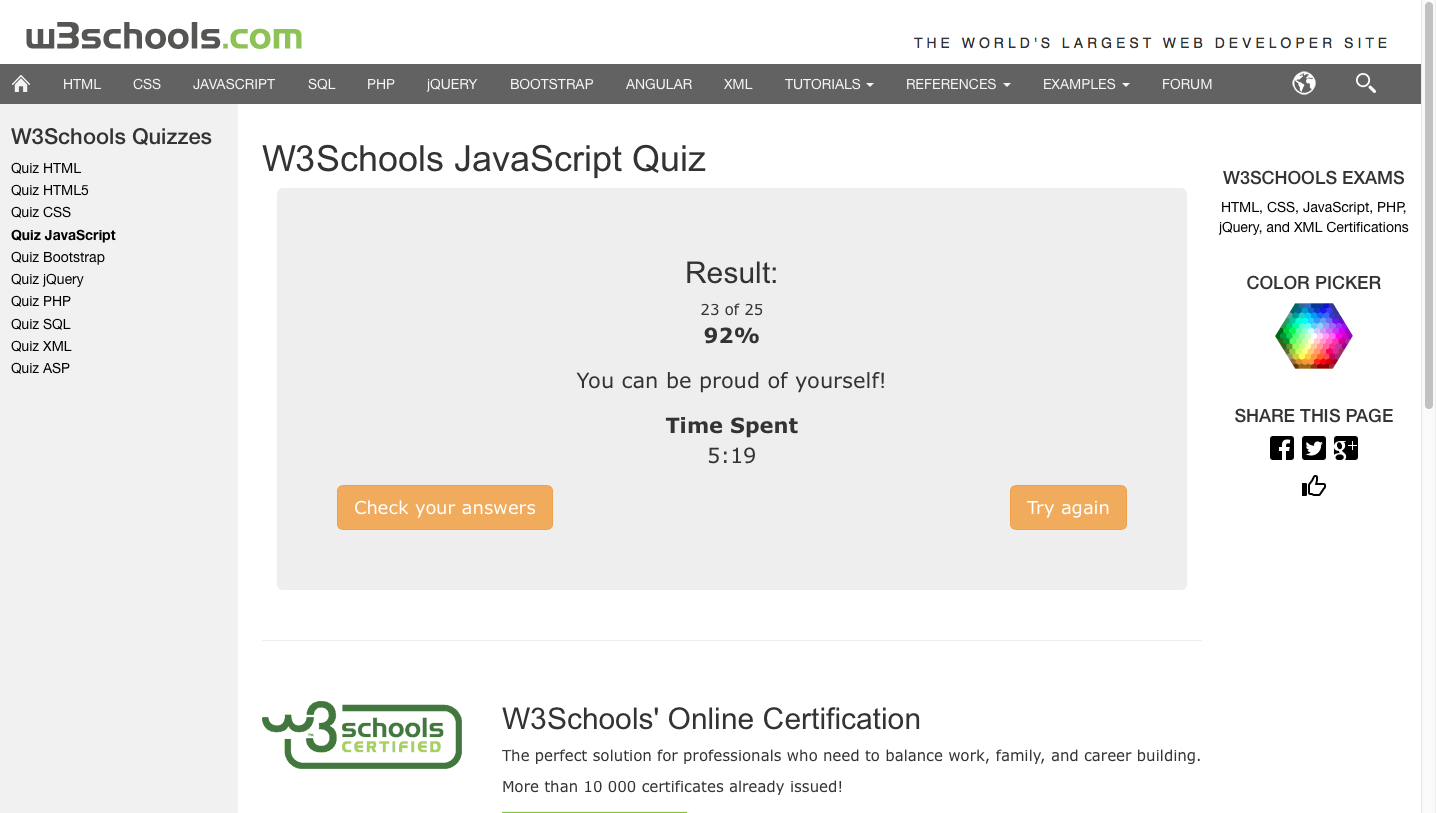 w3schools.com
THE WORLD'S LARGEST WEB DEVELOPER SITE
HTML CSS JAVASCRIPT SQL PHP jQUERY BOOTSTRAP ANGULAR XML TUTORIALS REFERENCES EXAMPLES FORUM
W3Schools Quizzes
Quiz HTML
Quiz HTML5
Quiz CSS
Quiz JavaScript
Quiz Bootstrap
Quiz jQuery
Quiz PHP
Quiz SQL
Quiz XML
Quiz ASP
W3Schools JavaScript Quiz
Result:
23 of 25
92%
You can be proud of yourself!
Time Spent
5:19
Check your answers
Try again
W3SCHOOLS EXAMS
HTML, CSS, JavaScript, PHP,
jQuery, and XML Certifications
COLOR PICKER
SHARE THIS PAGE
g+
w3schools
CERTIFIED
W3Schools' Online Certification
The perfect solution for professionals who need to balance work, family, and career building.
More than 10 000 certificates already issued!